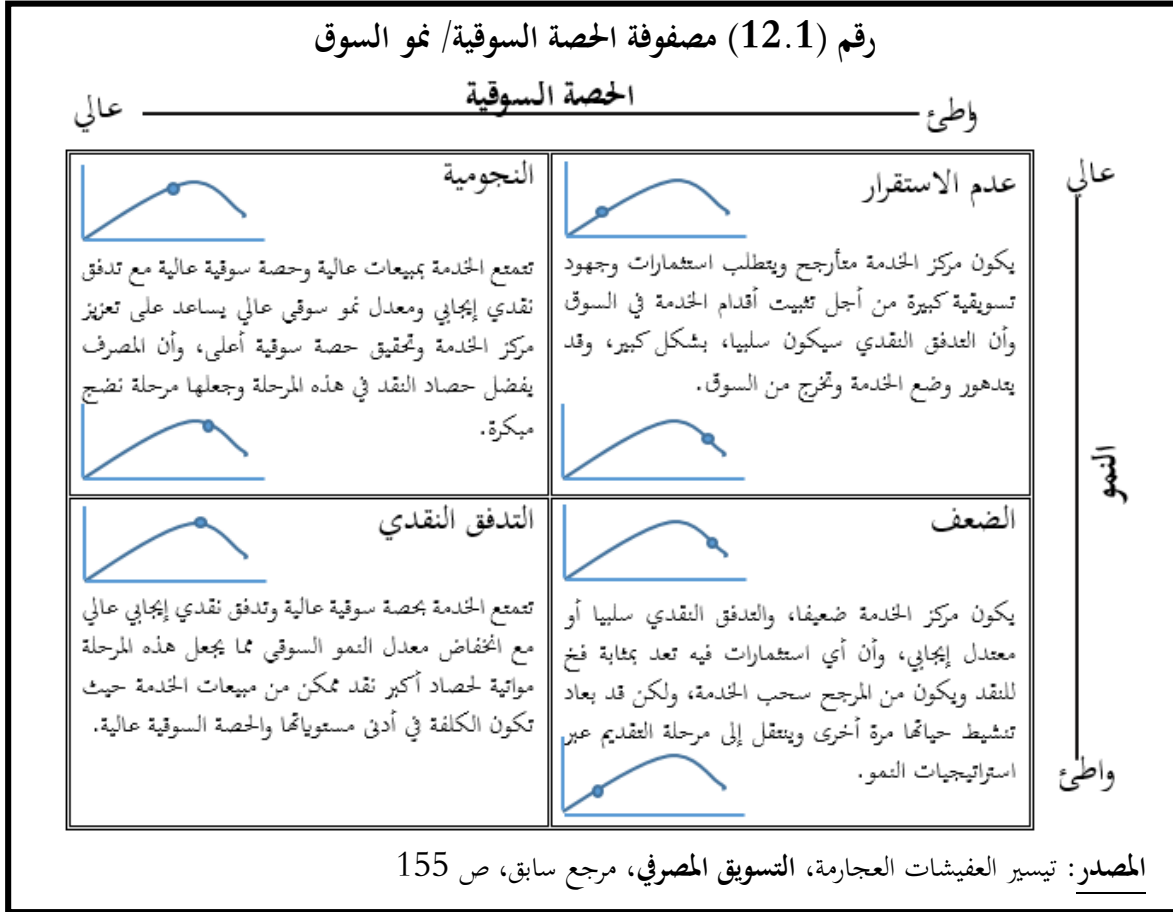 رقم (12.1) مصفوفة الحصة السوقية/ نمو السوق
الحصة السوقية
واطئ
عالي
عالي
عدم الاستقرار
يكون مركز الخدمة متأرجح ويتطلب استثمارات وجهود
تسويقية كبيرة من أجل تثبيت أقدام الخدمة في السوق
وأن التدفق النقدي سيكون سلبيا، بشكل كبير، وقد
يتدهور وضع الخدمة وتخرج من السوق.
النجومية
تتمتع الخدمة بمبيعات عالية وحصة سوقية عالية مع تدفق
نقدي إيجابي ومعدل نمو سوقي عالي يساعد على تعزيز
مركز الخدمة وتحقيق حصة سوقية أعلى، وأن المصرف
يفضل حصاد النقد في هذه المرحلة وجعلها مرحلة نضج
مبكرة.
النمو
الضعف
يكون مركز الخدمة ضعيفا، والتدفق النقدي سلبيا أو
معتدل إيجابي، وأن أي استثمارات فيه تعد بمثابة فخ
للنقد ويكون من المرجح سحب الخدمة، ولكن قد يعاد
تنشيط حياتها مرة أخرى وينتقل إلى مرحلة التقديم عبر
استراتيجيات النمو.
التدفق النقدي
تتمتع الخدمة بحصة سوقية عالية وتدفق نقدي إيجابي عالي
مع انخفاض معدل النمو السوقي مما يجعل هذه المرحلة
مواتية لحصاد أكبر نقد ممكن من مبيعات الخدمة حيث
تكون الكلفة في أدنى مستوياتها والحصة السوقية عالية.
واطئ
المصدر: تيسير العفيشات العجارمة، التسويق المصرفي، مرجع سابق، ص 155